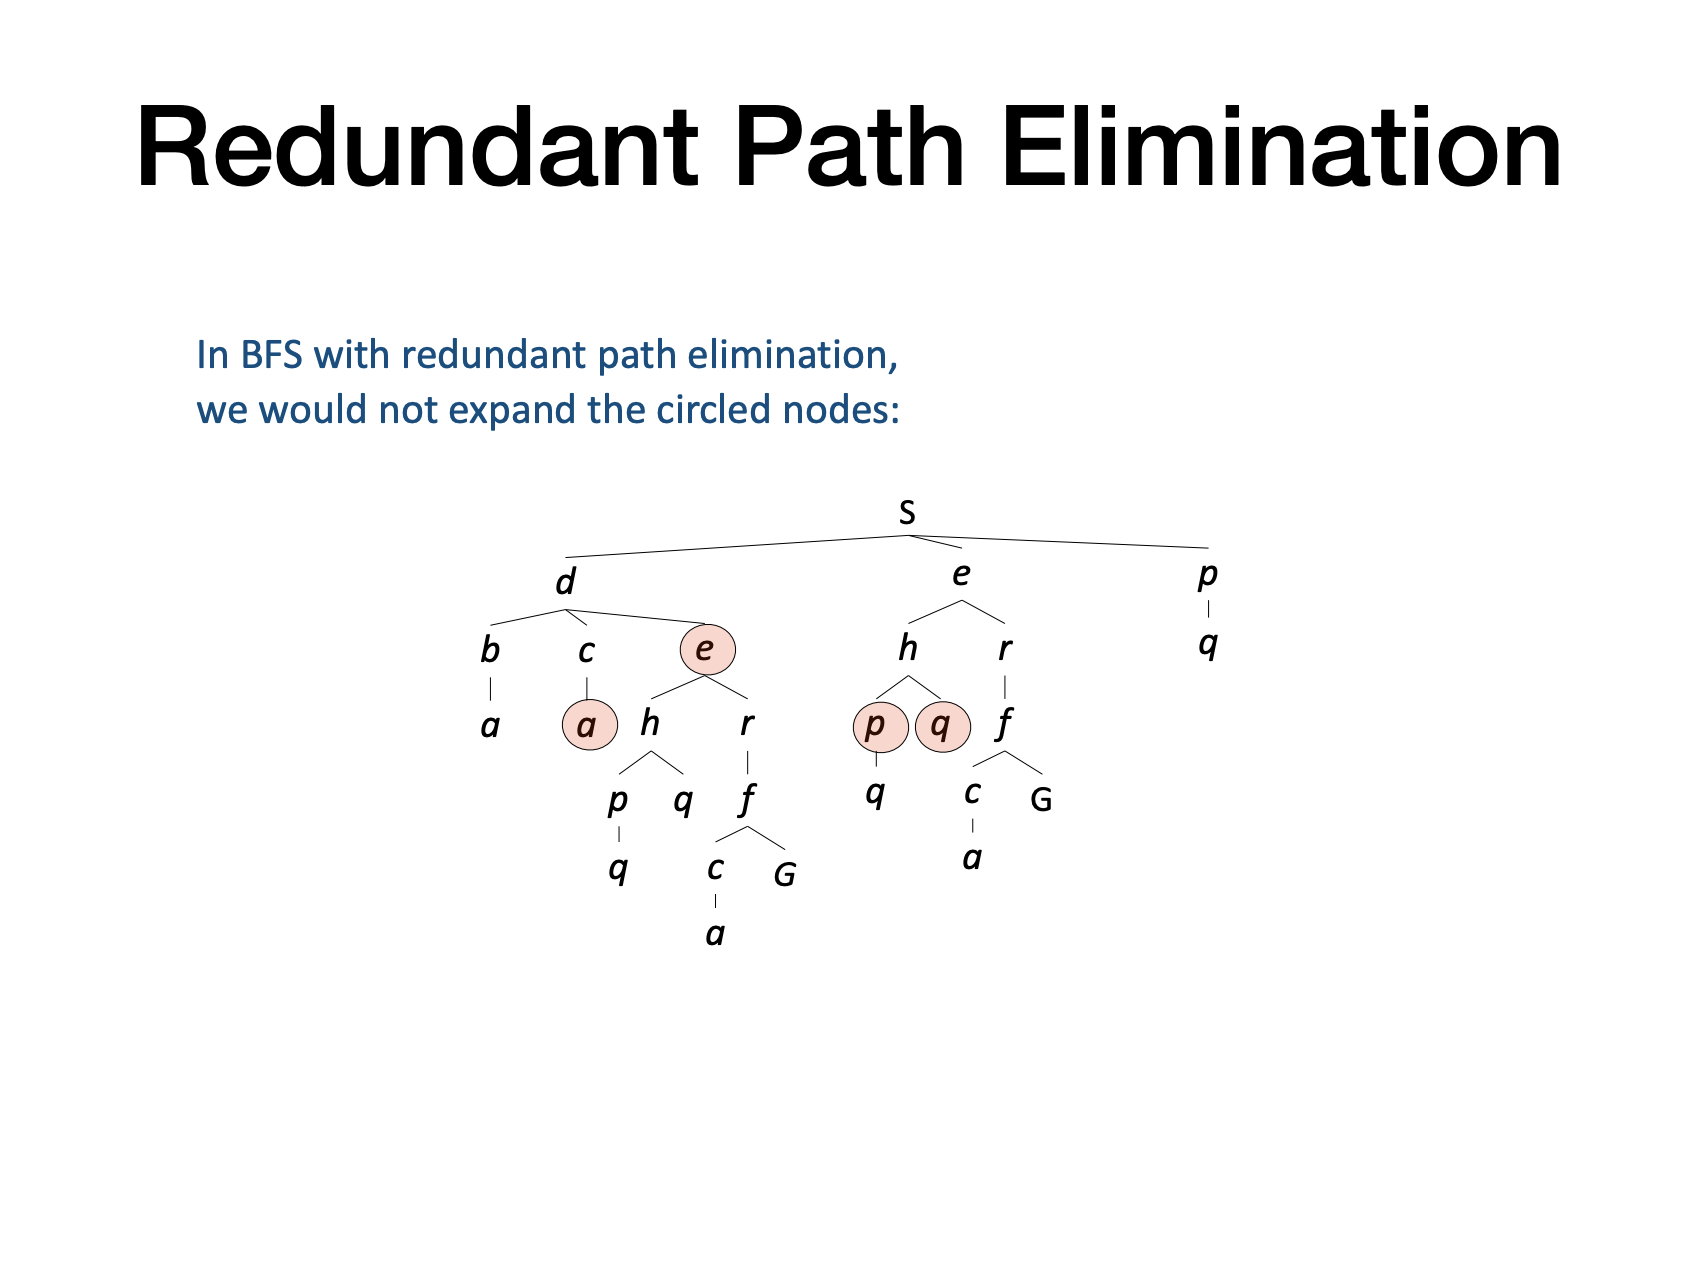 Redundant Path Elimination
In BFS with redundant path elimination,
we would not expand the circled nodes:
S
d e p
b c e h r q
a a h r p q f
p q f q c G
q c G a
a